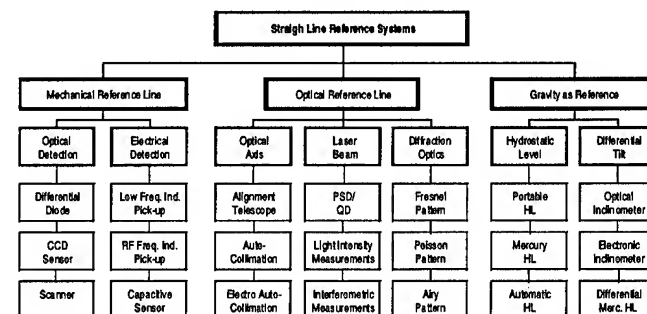 Straigh Line Reference Systems
Mechanical Reference Line
Optical Reference Line
Gravity as Reference
Optical
Detection
Electrical
Detection
Optical
Axis
Laser
Beam
Diffraction
Optics
Hydrostatic
Level
Differential
Tilt
Differential
Diode
Low Freq. Ind.
Pick-up
Alignment
Telescope
PSD/
QD
Fresnel
Pattern
Portable
HL
Optical
Inclinometer
CCD
Sensor
RF Freq. Ind.
Pick-up
Auto-
Collimation
Light Intensity
Measurements
Poisson
Pattern
Mercury
HL
Electronic
Inclinometer
Scanner
Capacitive
Sensor
Electro Auto-
Collimation
Interferometric
Measurements
Airy
Pattern
Automatic
HL
Differential
Merc. HL